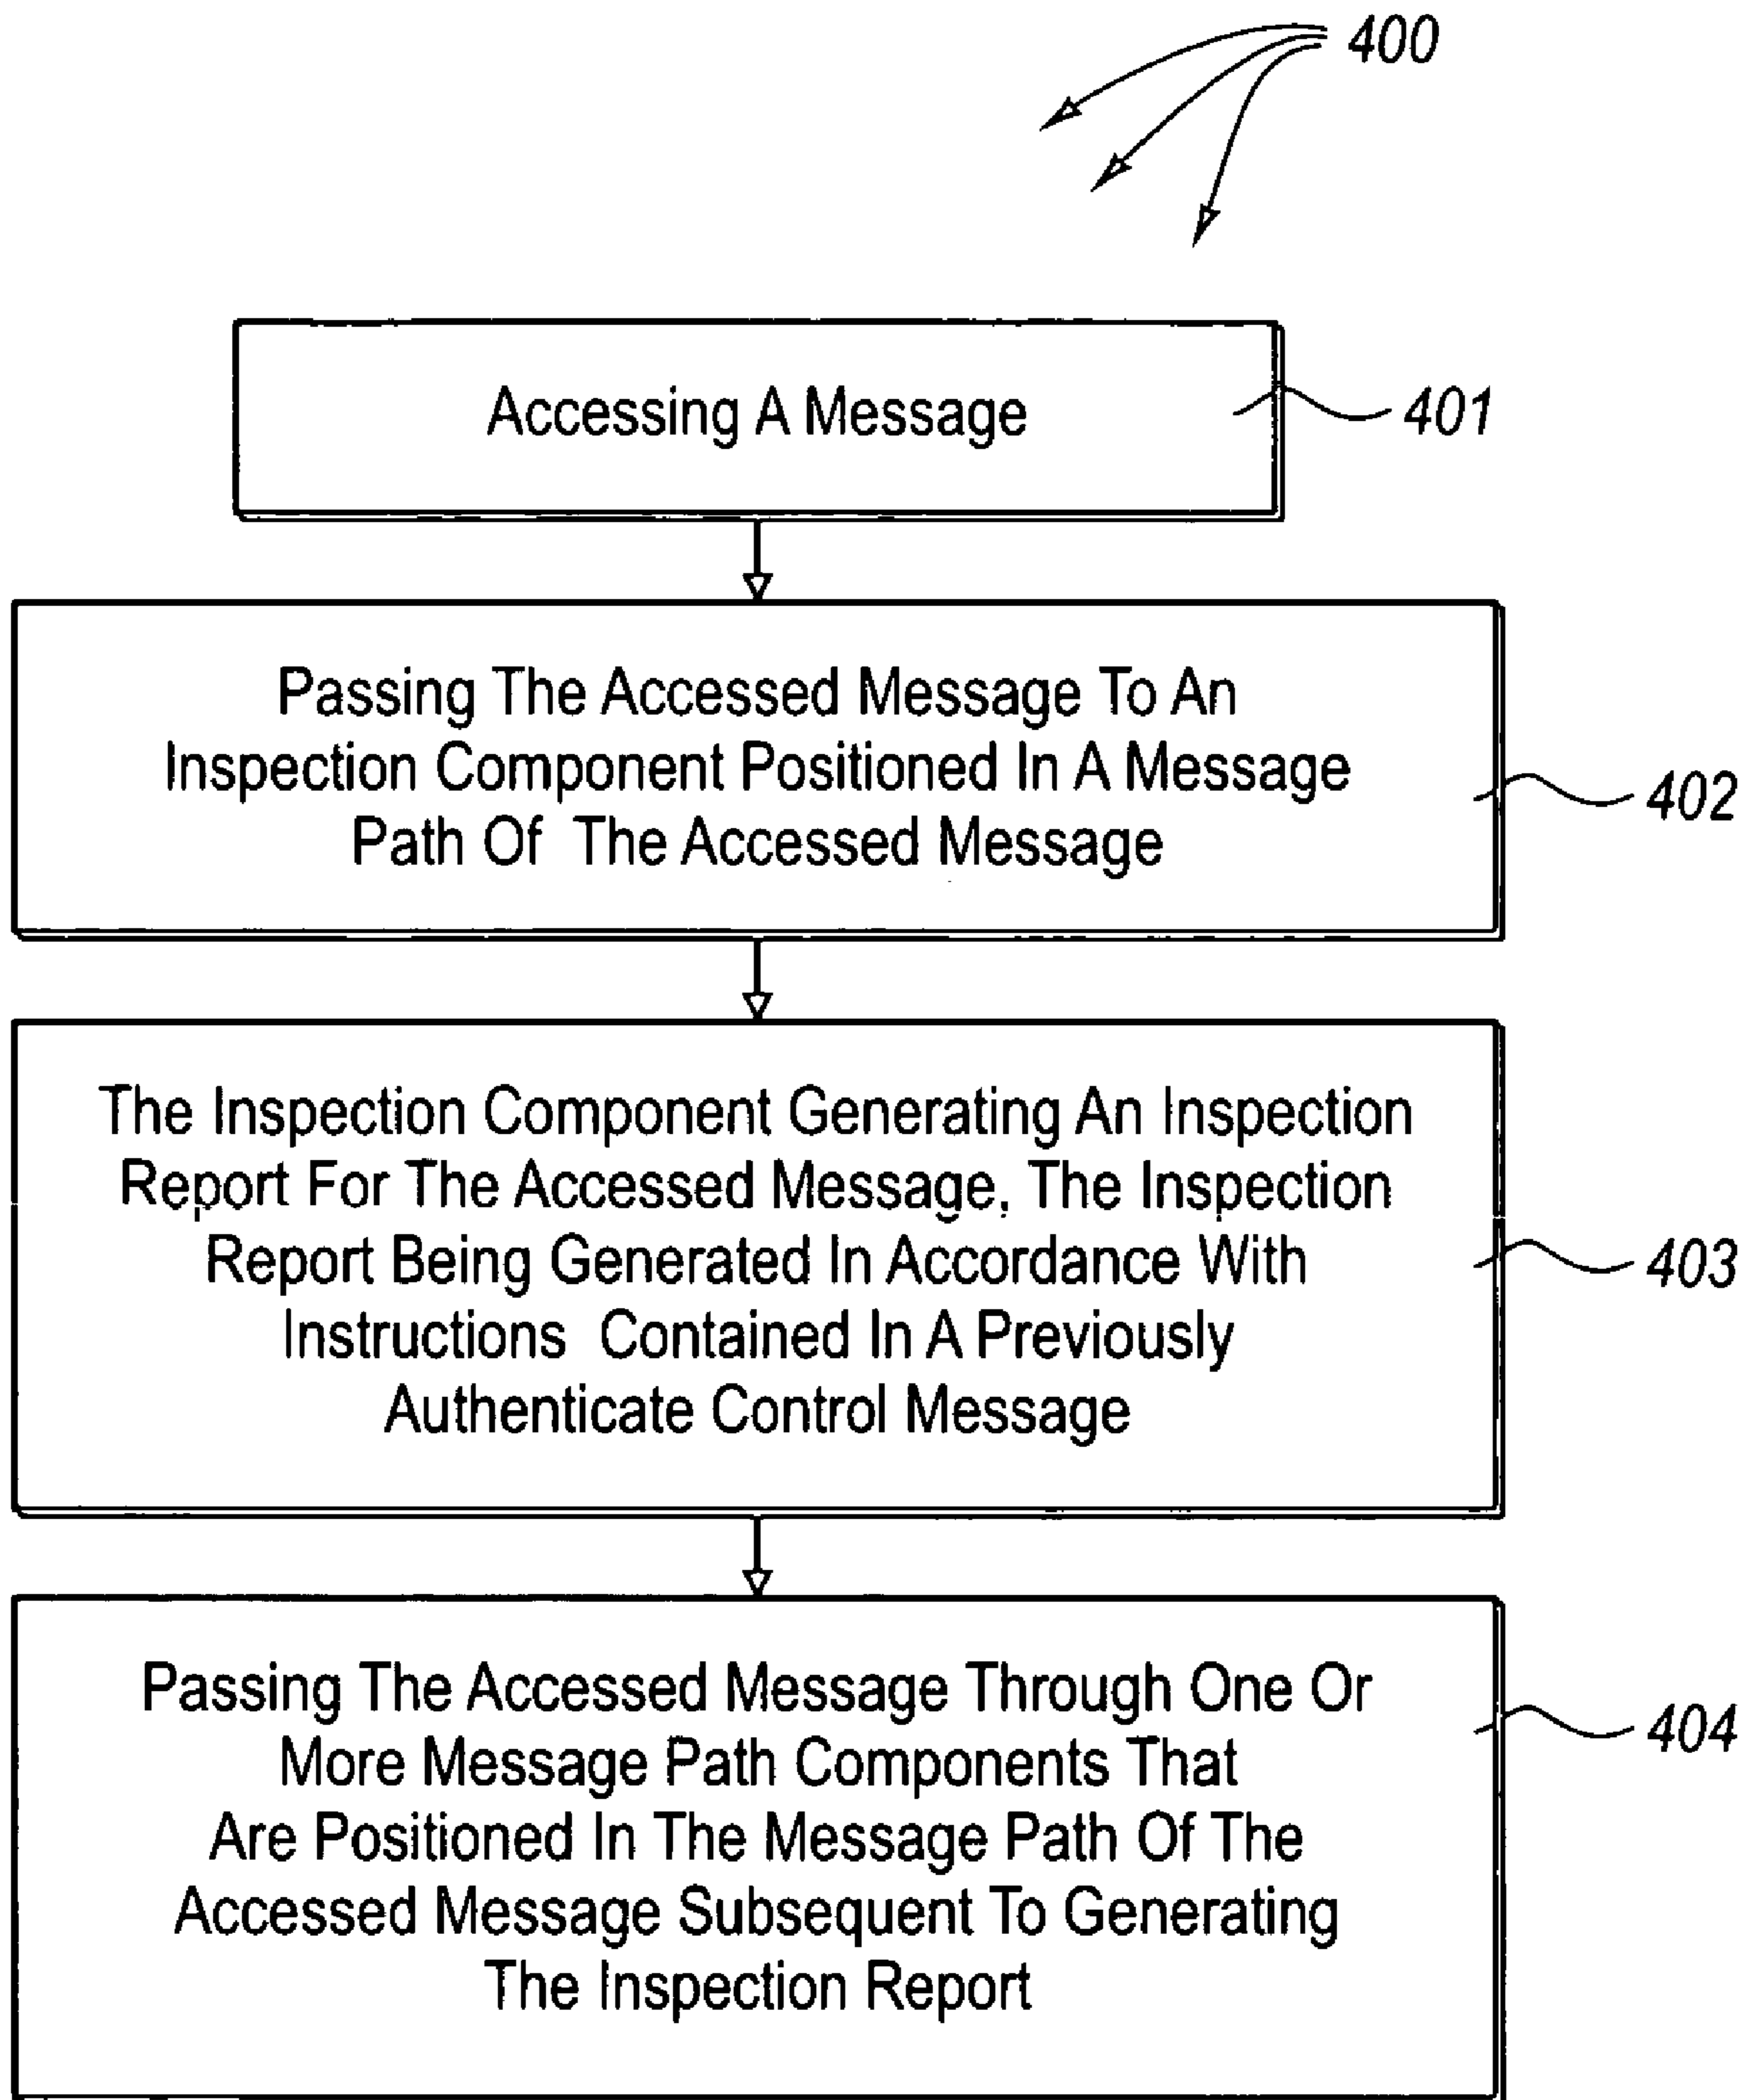 400
Accessing A Message
401
Passing The Accessed Message To An
Inspection Component Positioned In A Message
Path Of The Accessed Message
402
The Inspection Component Generating An Inspection
Report For The Accessed Message, The Inspection
Report Being Generated In Accordance With
Instructions Contained In A Previously
Authenticate Control Message
403
Passing The Accessed Message Through One Or
More Message Path Components That
Are Positioned In The Message Path Of The
Accessed Message Subsequent To Generating
The Inspection Report
404